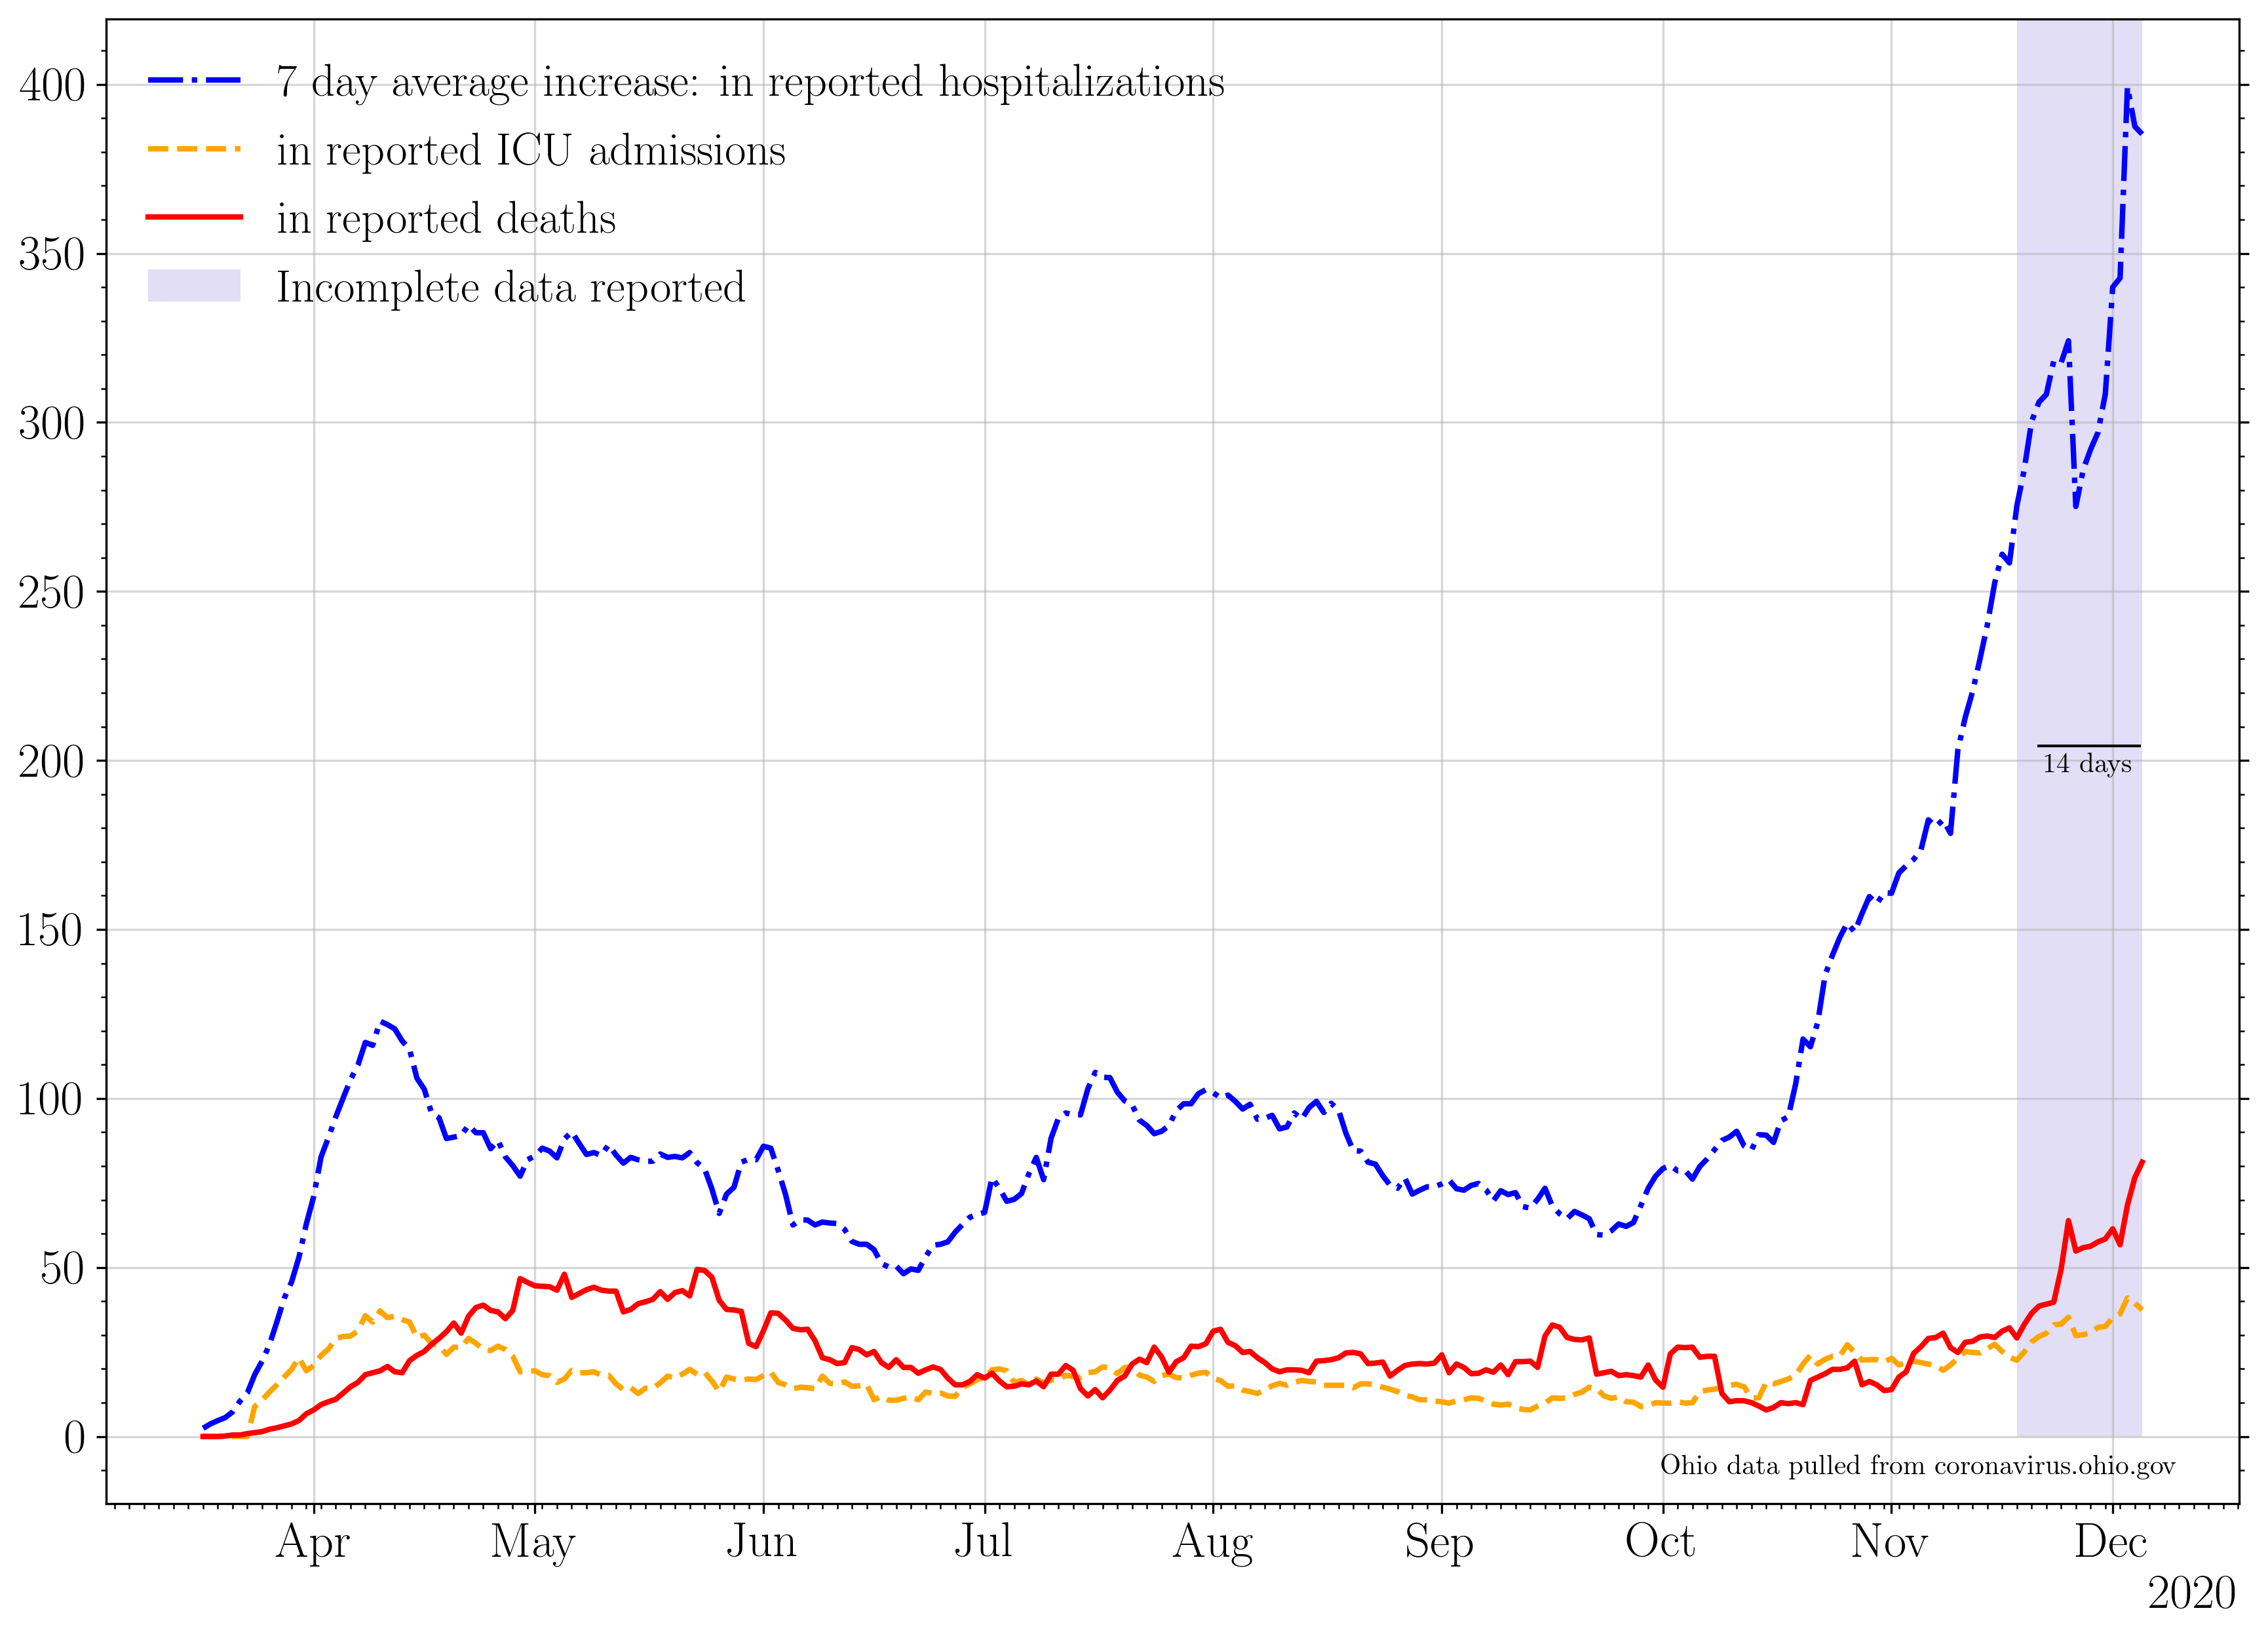 400
350
300
250
200
150
100
50
0
7 day average increase: in reported hospitalizations
in reported ICU admissions
in reported deaths
Incomplete data reported
14 days
Ohio data pulled from coronavirus.ohio.gov
Apr May Jun Jul Aug Sep Oct Nov Dec
2020